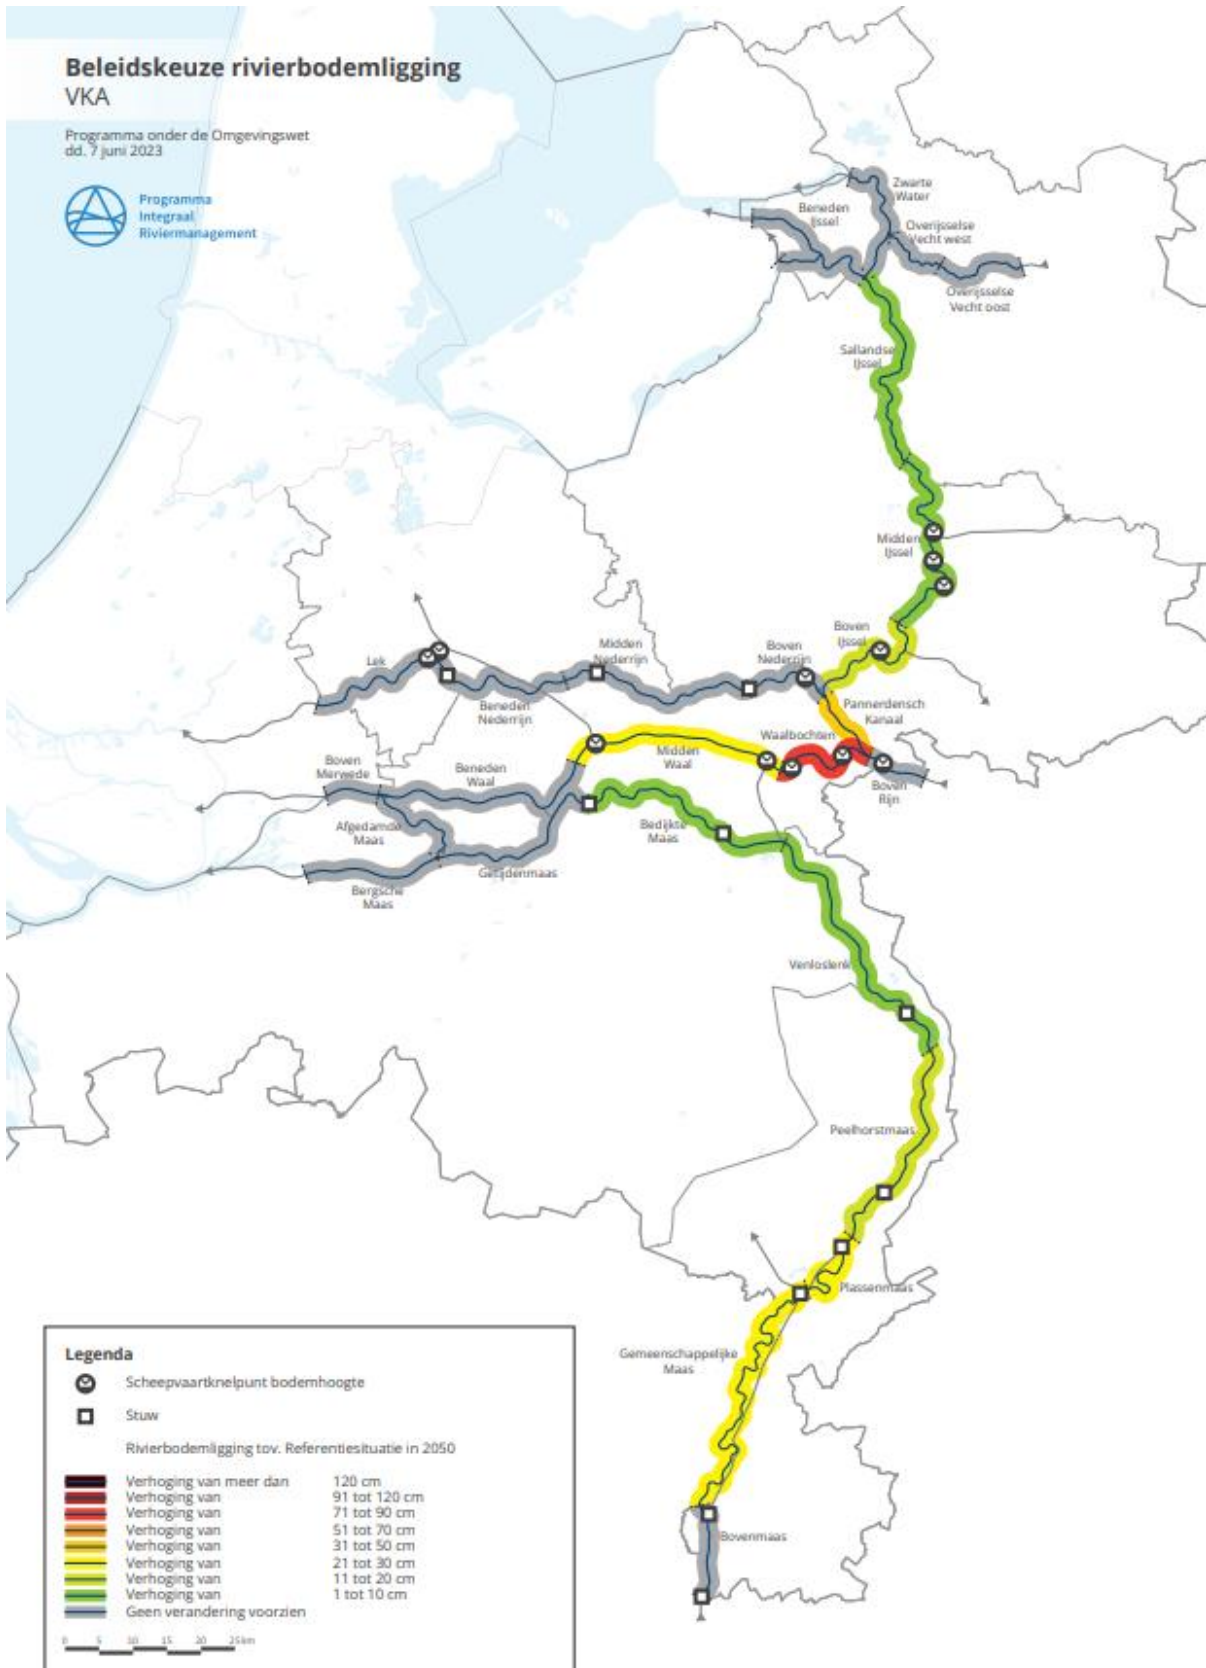 Beleidskeuze rivierbodemligging
VKA
Programma onder de Omgevingswet
dd. 7 juni 2023
Programma
Integraal
Riviermanagement
Zwarte
Water
Beneden
IJssel
Overijsselse
Vecht west
Overijsselse
Vecht oost
Sallandse
IJssel
Midden
IJssel
Boven
IJssel
Midden
Nederrijn
Boven
Nederrijn
Lek
Beneden
Nederrijn
Pannerdensch
Kanaal
Waalbochten
Midden
Waal
Boven
Rijn
Boven
Merwede
Beneden
Waal
Afgedamde
Maas
Bedijkte
Maas
Getijdenmaas
Bergsche
Maas
Venloslenk
Peelhorstmaas
Plassenmaas
Gemeenschappelijke
Maas
Bovenmaas
Legenda
Scheepvaartknelpunt bodemhoogte
Stuw
Rivierbodemligging tov. Referentiesituatie in 2050
Verhoging van meer dan 120 cm
Verhoging van 91 tot 120 cm
Verhoging van 71 tot 90 cm
Verhoging van 51 tot 70 cm
Verhoging van 31 tot 50 cm
Verhoging van 21 tot 30 cm
Verhoging van 11 tot 20 cm
Verhoging van 1 tot 10 cm
Geen verandering voorzien
0 5 10 15 20 25 km